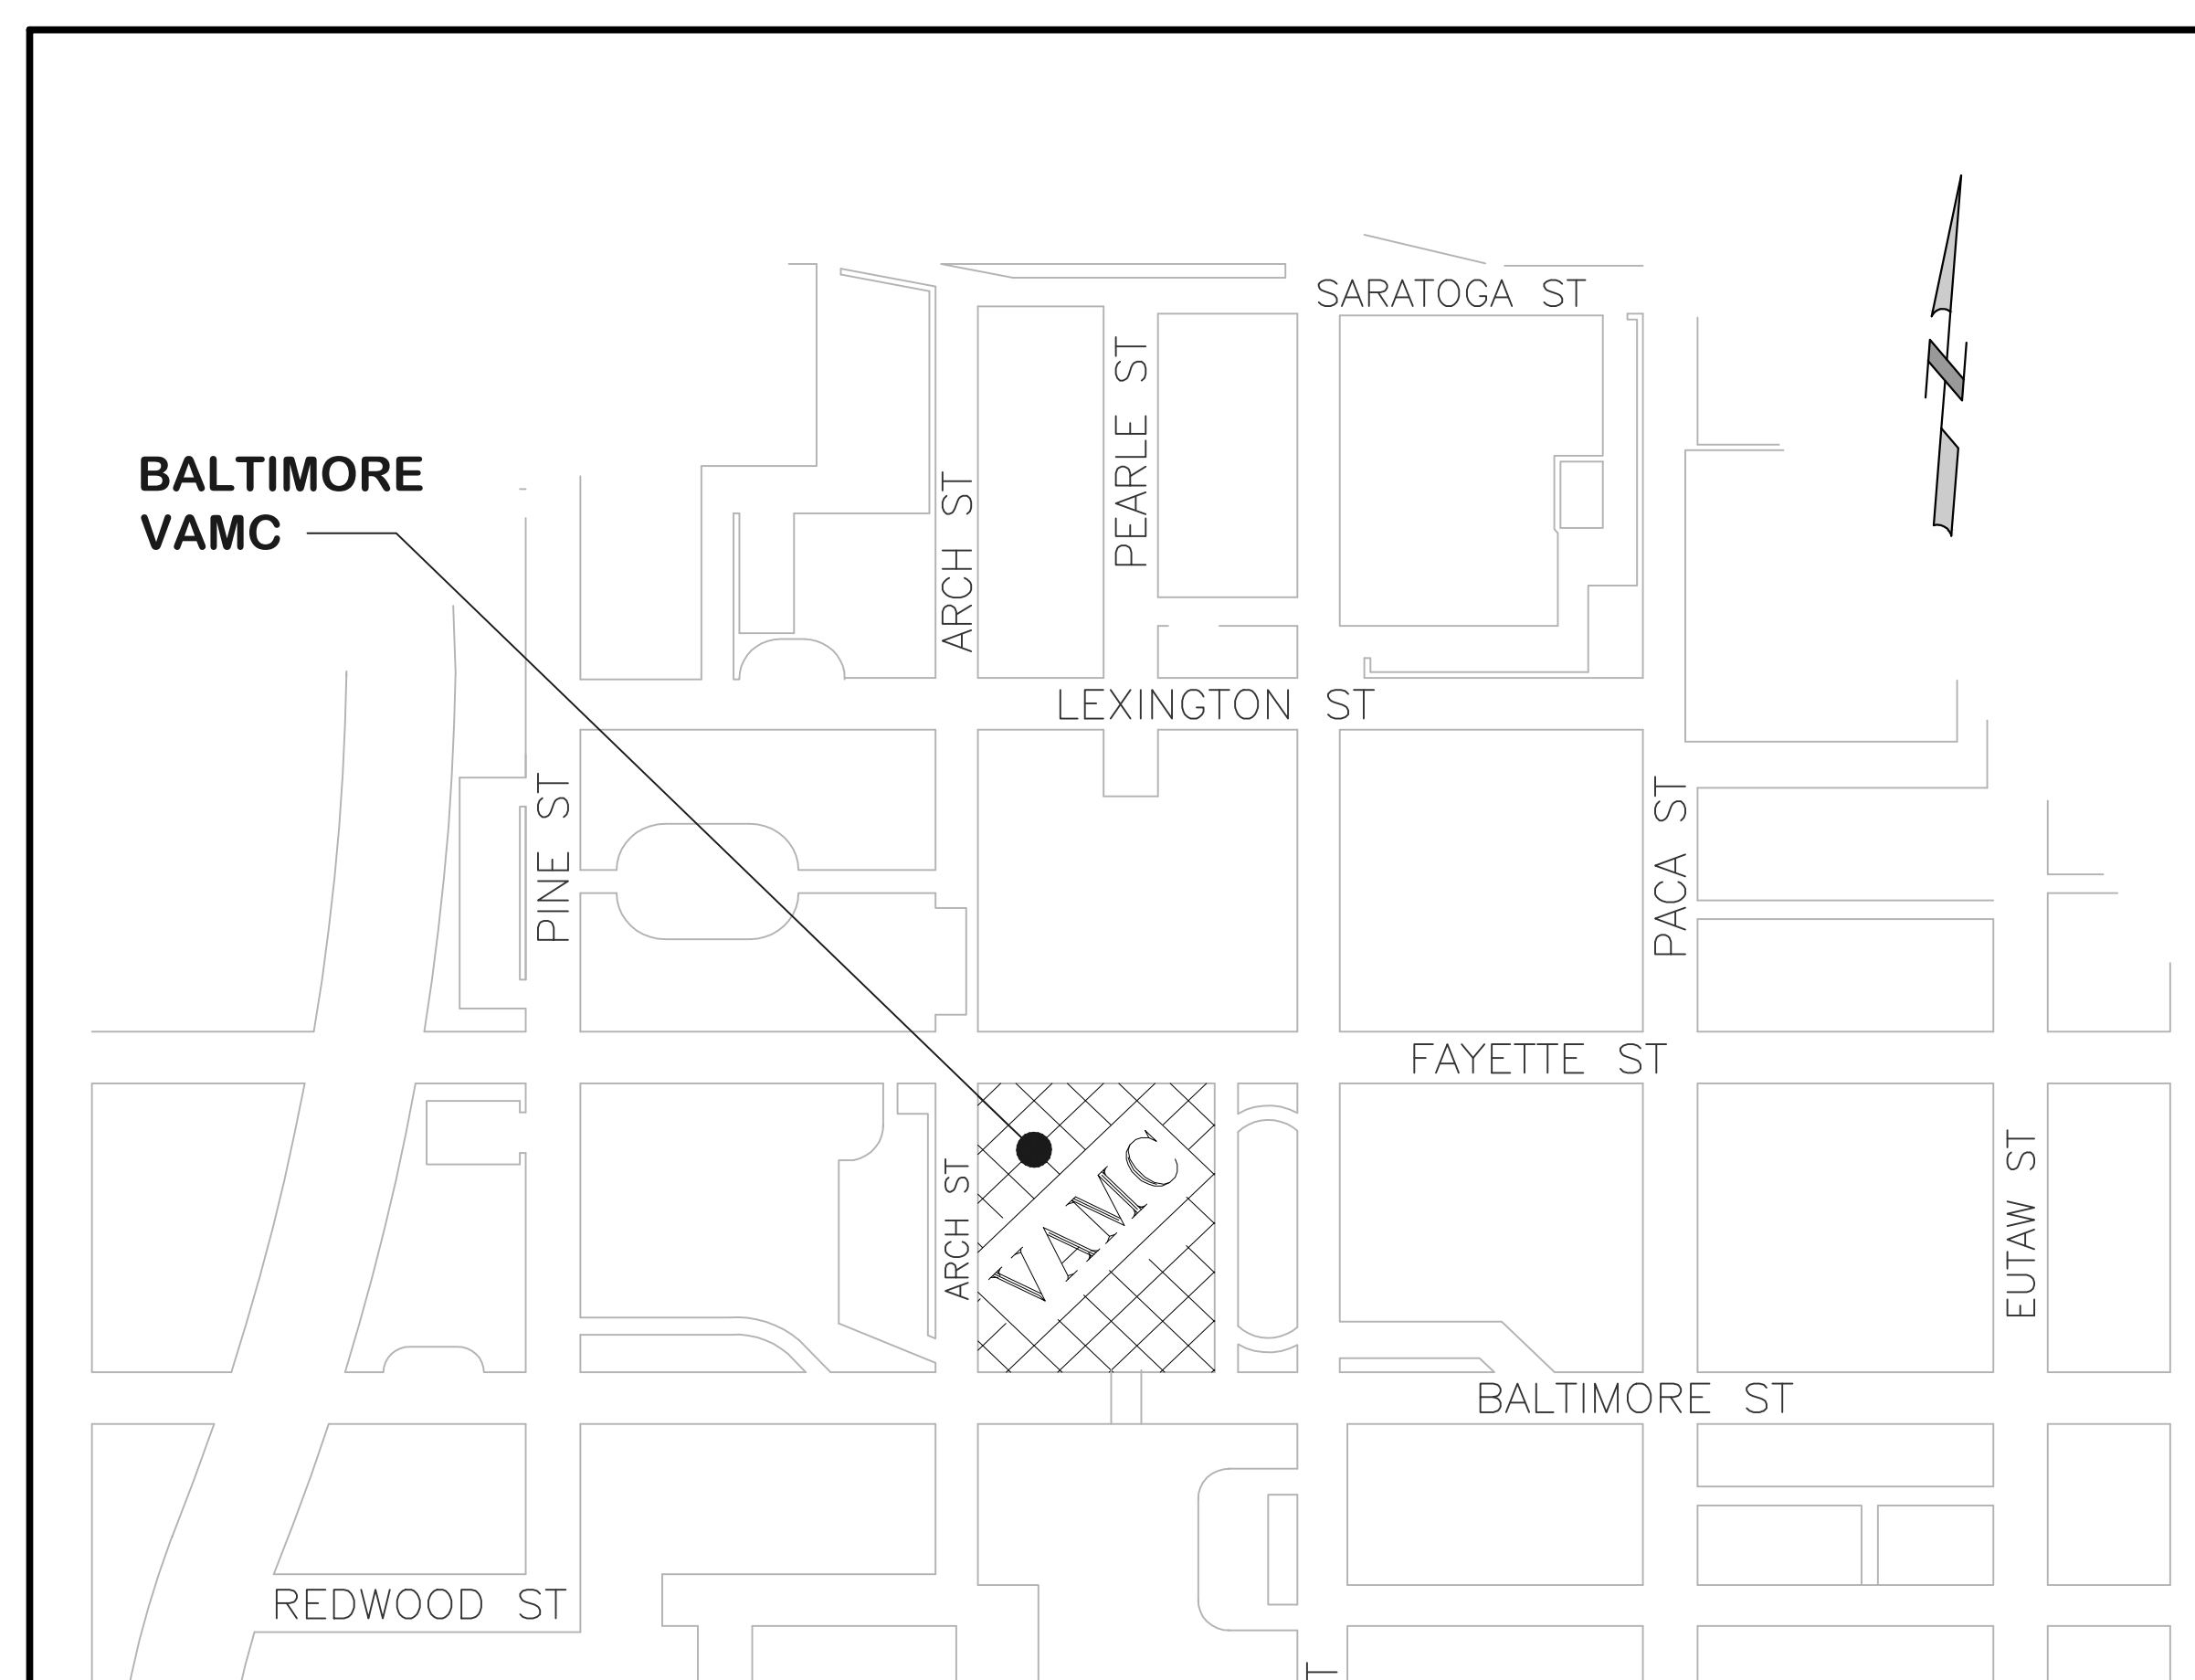 SARATOGA ST
PEARLE ST
BALTIMORE
VAMC
ARCH ST
N
LEXINGTON ST
PINE ST
PACA ST
FAYETTE ST
ARCH ST
VAMC
EUTAW ST
BALTIMORE ST
REDWOOD ST